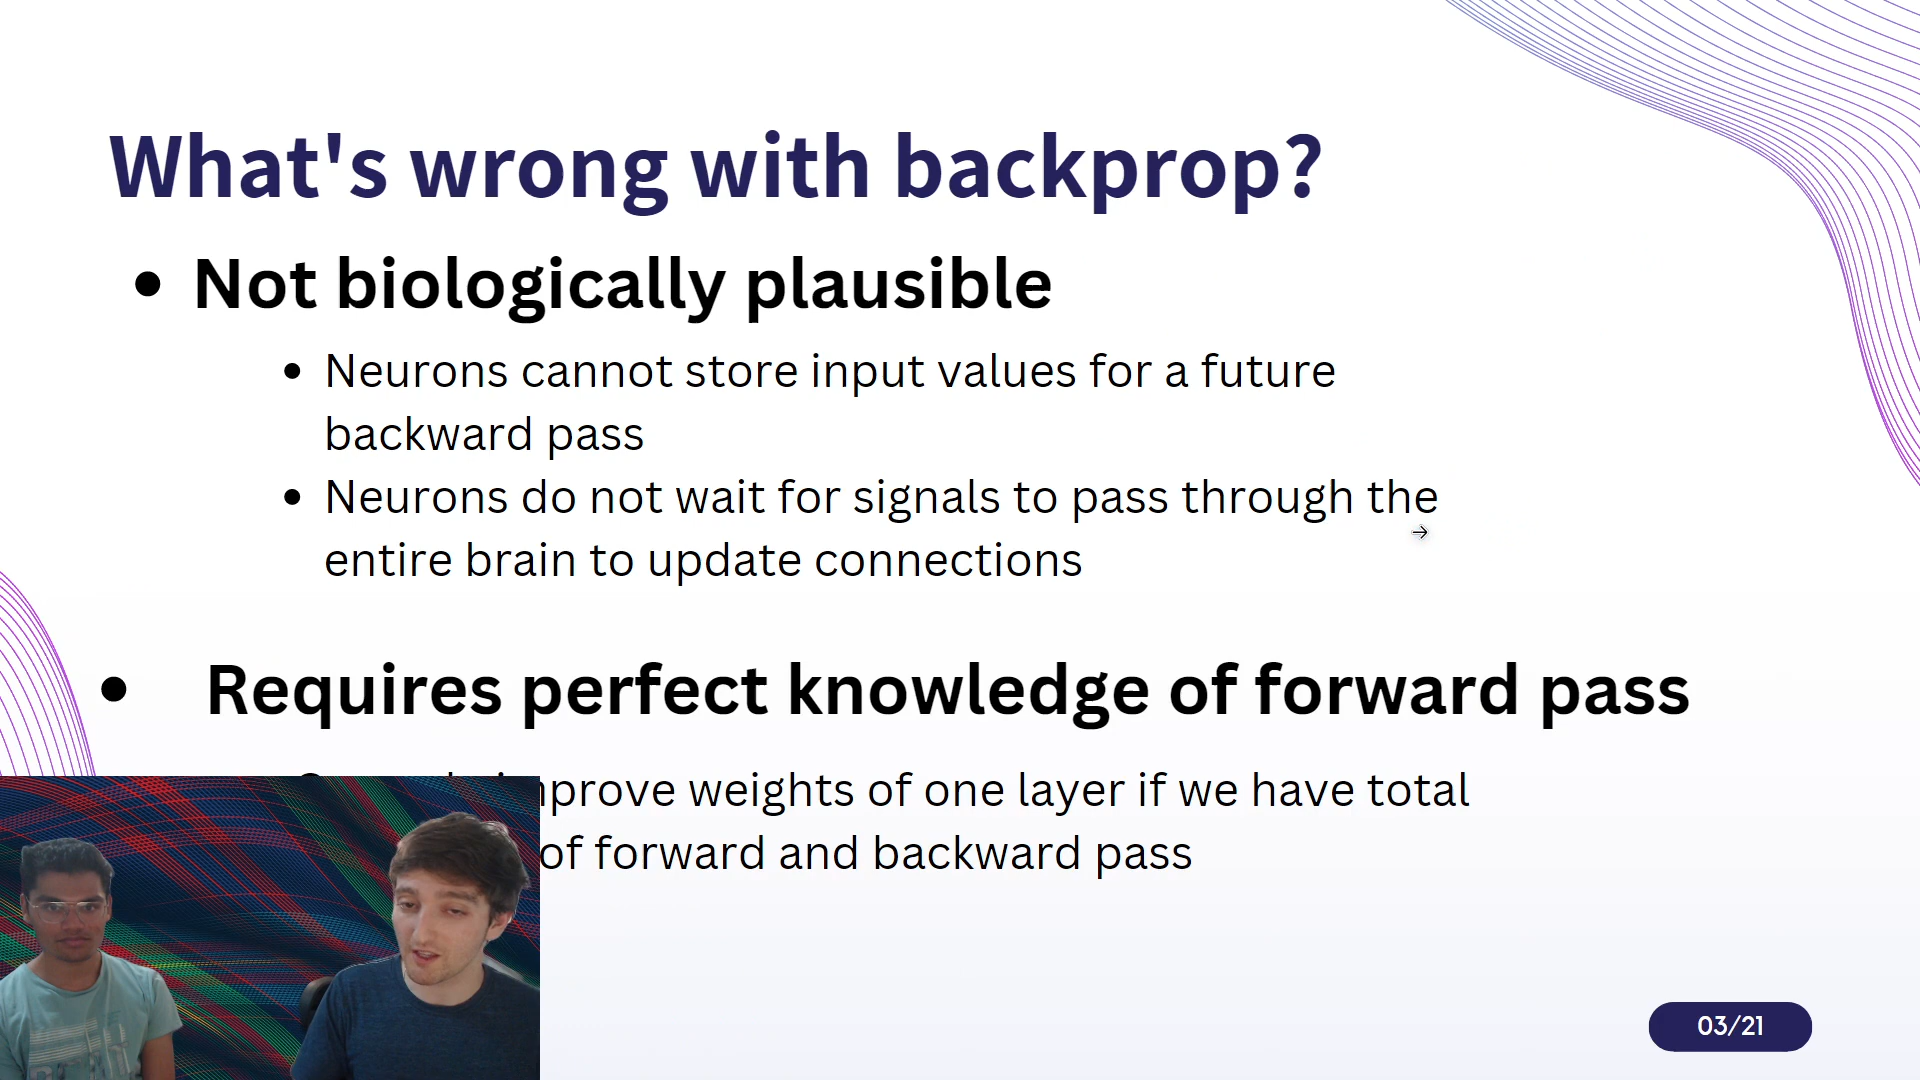 What's wrong with backprop?
• Not biologically plausible
• Neurons cannot store input values for a future
backward pass
• Neurons do not wait for signals to pass through the
entire brain to update connections
• Requires perfect knowledge of forward pass
improve weights of one layer if we have total
of forward and backward pass
03/21